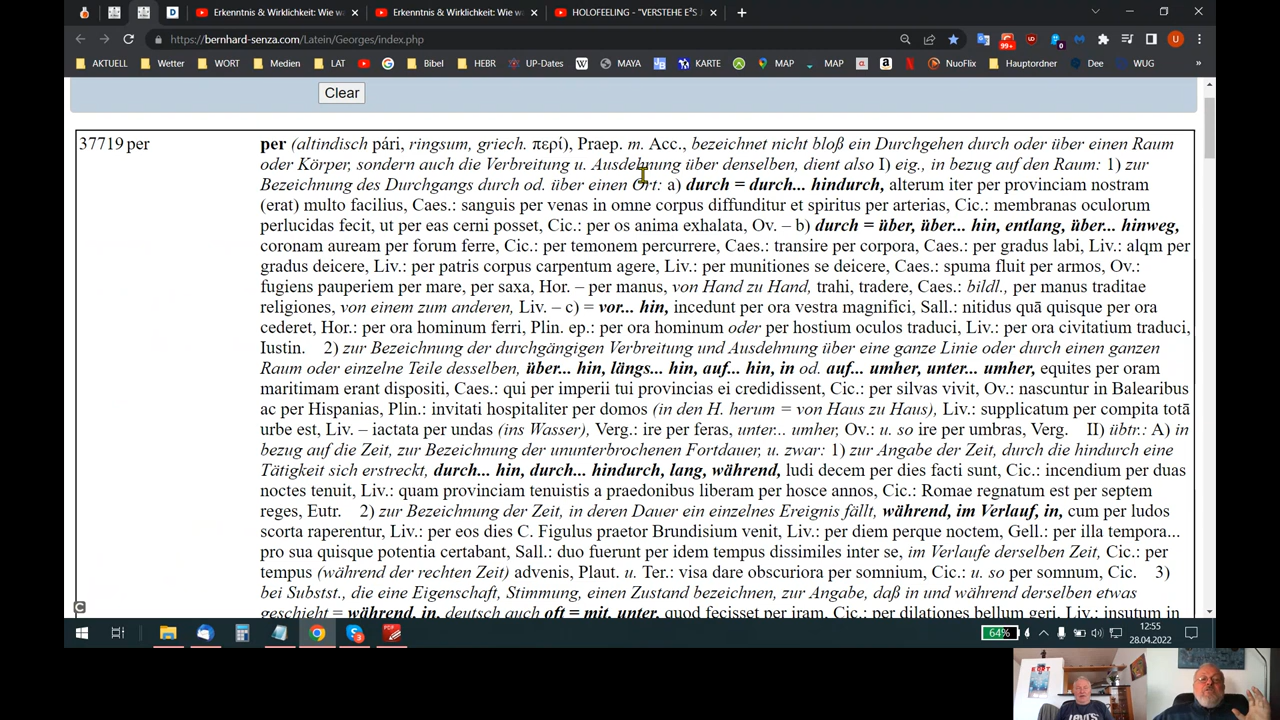 Erkenntnis & Wirklichkeit: Wie wa
Erkenntnis & Wirklichkeit: Wie w
HOLOFEELING - "VERSTEHE E²S J
https://bernhard-senza.com/Latein/Georges/index.php
99+
0
U
AKTUELL Wetter WORT Medien LAT Bibel HEBR UP-Dates MAYA KARTE MAP MAP NuoFlix Hauptordner Dee WUG »
Clear
37719 per
per (altindisch pári, ringsum, griech. περί), Praep. m. Acc., bezeichnet nicht bloß ein Durchgehen durch oder über einen Raum
oder Körper, sondern auch die Verbreitung u. Ausdehnung über denselben, dient also I) eig., in bezug auf den Raum: 1) zur
Bezeichnung des Durchgangs durch od. über einen Ort: a) durch = durch... hindurch, alterum iter per provinciam nostram
(erat) multo facilius, Caes.: sanguis per venas in omne corpus diffunditur et spiritus per arterias, Cic.: membranas oculorum
perlucidas fecit, ut per eas cerni posset, Cic.: per os anima exhalata, Ov. – b) durch = über, über... hin, entlang, über... hinweg,
coronam auream per forum ferre, Cic.: per temonem percurrere, Caes.: transire per corpora, Caes.: per gradus labi, Liv.: alqm per
gradus deicere, Liv.: per patris corpus carpentum agere, Liv.: per munitiones se deicere, Caes.: spuma fluit per armos, Ov.:
fugiens pauperiem per mare, per saxa, Hor. – per manus, von Hand zu Hand, trahi, tradere, Caes.: bildl., per manus traditae
religiones, von einem zum anderen, Liv. – c) = vor... hin, incedunt per ora vestra magnifici, Sall.: nitidus quā quisque per ora
cederet, Hor.: per ora hominum ferri, Plin. ep.: per ora hominum oder per hostium oculos traduci, Liv.: per ora civitatium traduci,
Iustin. 2) zur Bezeichnung der durchgängigen Verbreitung und Ausdehnung über eine ganze Linie oder durch einen ganzen
Raum oder einzelne Teile desselben, über... hin, längs... hin, auf... hin, in od. auf... umher, unter... umher, equites per oram
maritimam erant dispositi, Caes.: qui per imperii tui provincias ei credidissent, Cic.: per silvas vivit, Ov.: nascuntur in Balearibus
ac per Hispanias, Plin.: invitati hospitaliter per domos (in den H. herum = von Haus zu Haus), Liv.: supplicatum per compita totā
urbe est, Liv. – iactata per undas (ins Wasser), Verg.: ire per feras, unter... umher, Ov.: u. so ire per umbras, Verg. II) übtr.: A) in
bezug auf die Zeit, zur Bezeichnung der ununterbrochenen Fortdauer, u. zwar: 1) zur Angabe der Zeit, durch die hindurch eine
Tätigkeit sich erstreckt, durch... hin, durch... hindurch, lang, während, ludi decem per dies facti sunt, Cic.: incendium per duas
noctes tenuit, Liv.: quam provinciam tenuistis a praedonibus liberam per hosce annos, Cic.: Romae regnatum est per septem
reges, Eutr. 2) zur Bezeichnung der Zeit, in deren Dauer ein einzelnes Ereignis fällt, während, im Verlauf, in, cum per ludos
scorta raperentur, Liv.: per eos dies C. Figulus praetor Brundisium venit, Liv.: per diem perque noctem, Gell.: per illa tempora...
pro sua quisque potentia certabant, Sall.: duo fuerunt per idem tempus dissimiles inter se, im Verlaufe derselben Zeit, Cic.: per
tempus (während der rechten Zeit) advenis, Plaut. u. Ter.: visa dare obscuriora per somnium, Cic.: u. so per somnum, Cic. 3)
bei Substst., die eine Eigenschaft, Stimmung, einen Zustand bezeichnen, zur Angabe, daß in und während derselben etwas
geschieht = während, in, deutsch auch oft = mit, unter, quod fecisset per iram, Cic.: per dilationes bellum geri, Liv.: insutum in
64%
12:55
28.04.2022